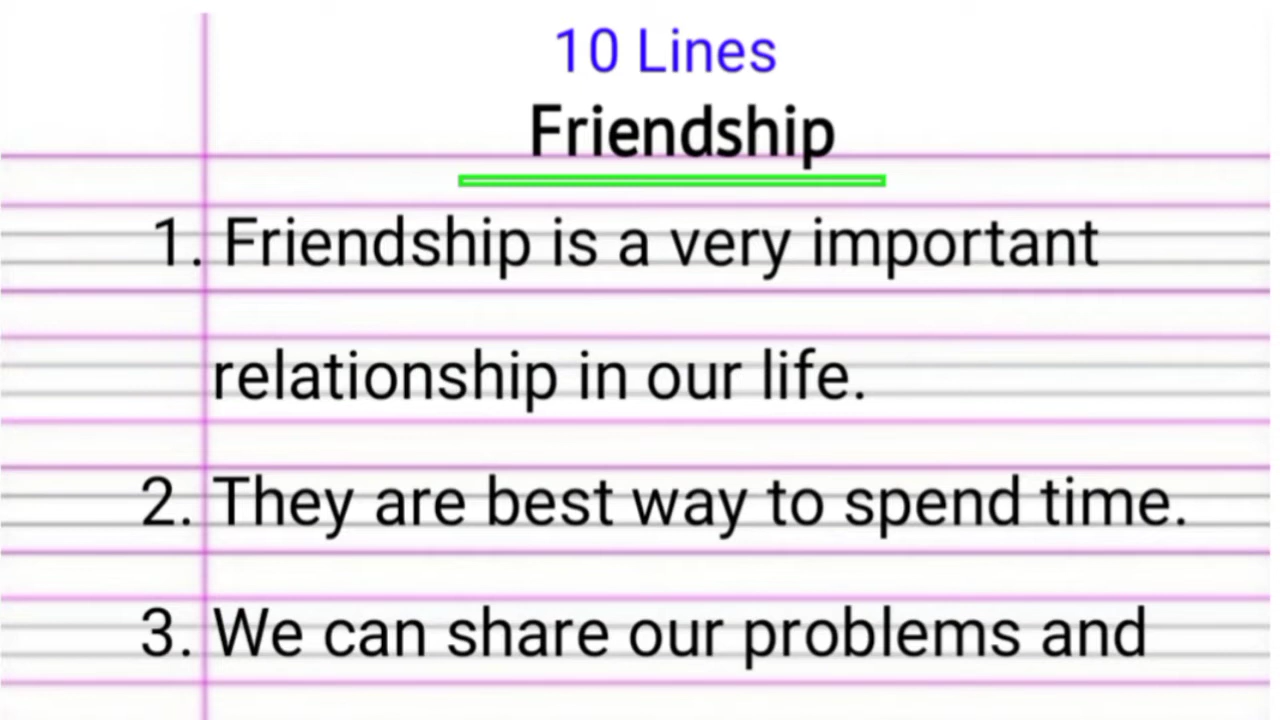 10 Lines
Friendship
1. Friendship is a very important
relationship in our life.
2. They are best way to spend time.
3. We can share our problems and